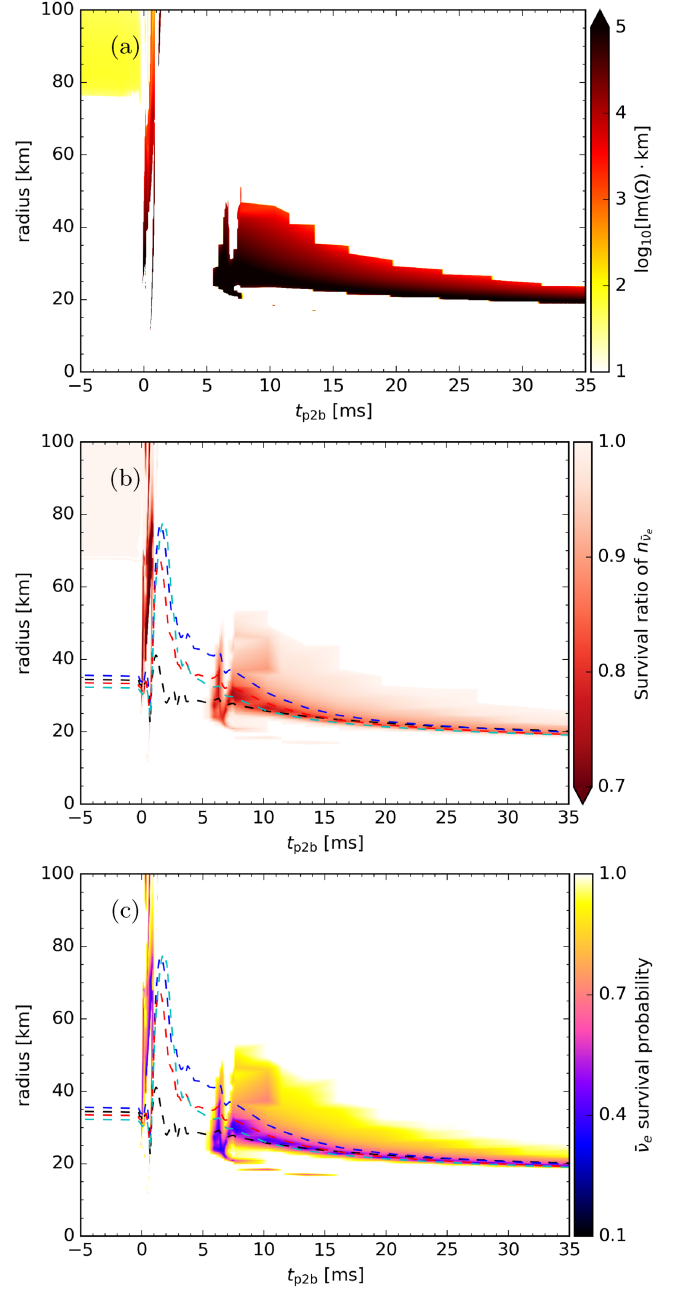 (a)
100
80
60
40
20
0
radius [km]
−5 0 5 10 15 20 25 30 35
t_p2b [ms]
5
4
3
2
1
log₁₀[Im(Ω) · km]
(b)
100
80
60
40
20
0
radius [km]
−5 0 5 10 15 20 25 30 35
t_p2b [ms]
1.0
0.9
0.8
0.7
Survival ratio of n_ν̄ₑ
(c)
100
80
60
40
20
0
radius [km]
−5 0 5 10 15 20 25 30 35
t_p2b [ms]
1.0
0.7
0.4
0.1
ν̄ₑ survival probability